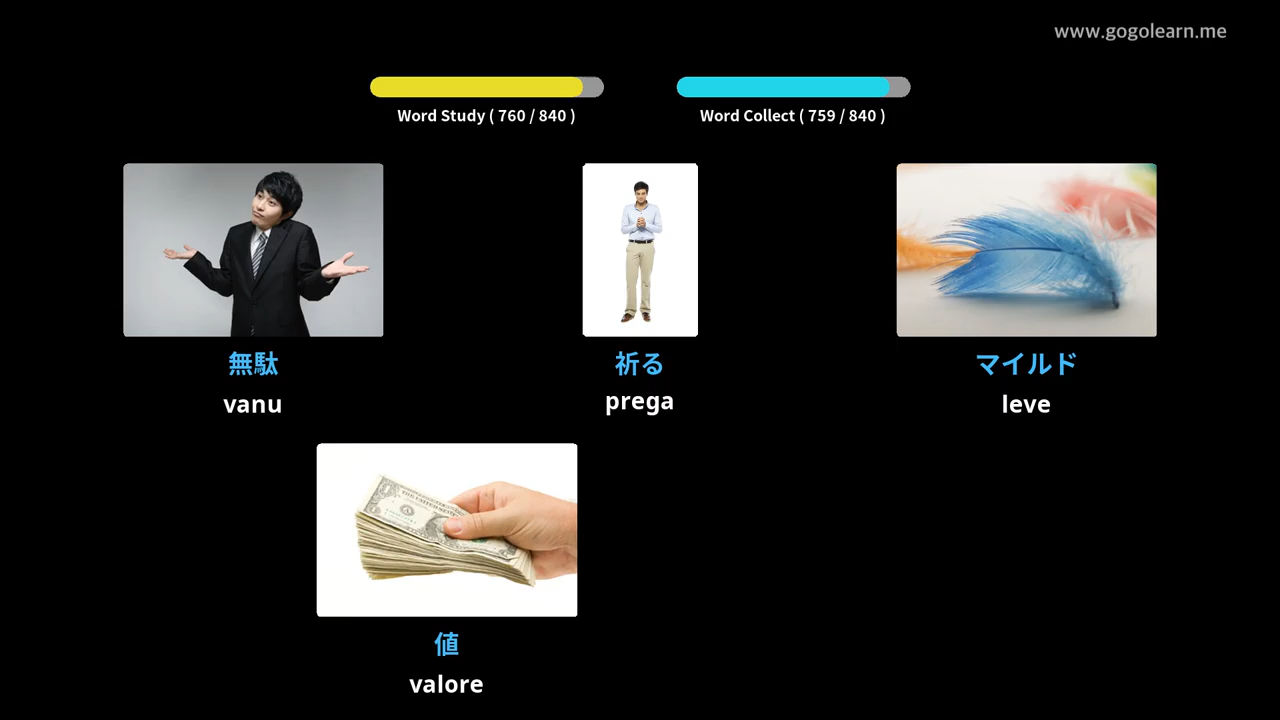 www.gogolearn.me
Word Study ( 760 / 840 )
Word Collect ( 759 / 840 )
無駄
vanu
祈る
prega
マイルド
leve
値
valore